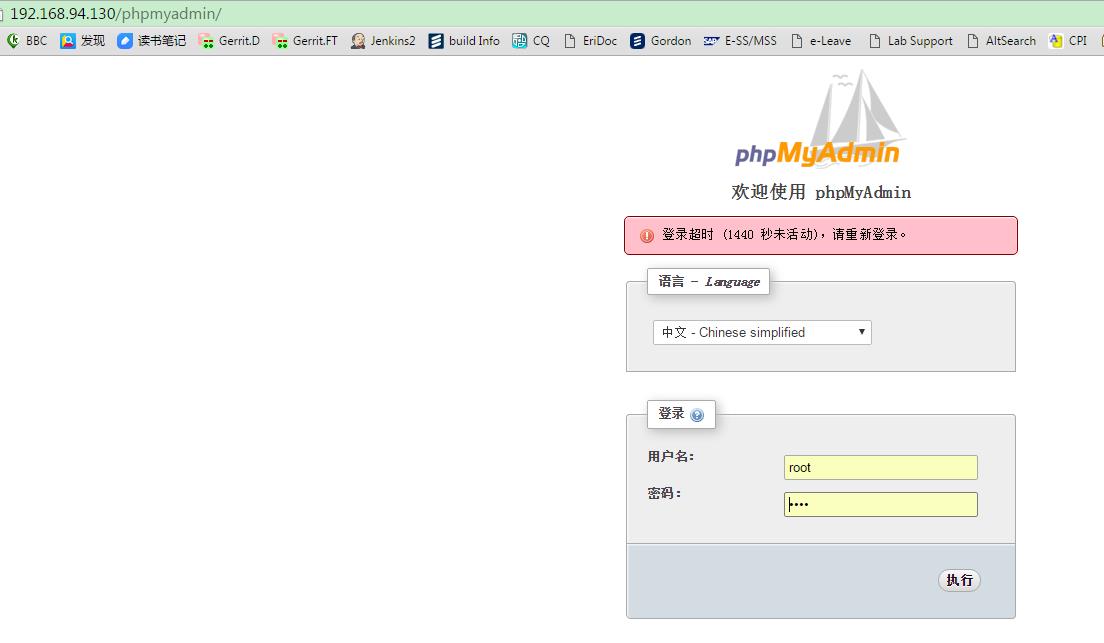 192.168.94.130/phpmyadmin/
BBC 发现 读书笔记 Gerrit.D Gerrit.FT Jenkins2 build Info CQ EriDoc Gordon E-SS/MSS e-Leave Lab Support AltSearch CPI
phpMyAdmin
欢迎使用 phpMyAdmin
登录超时 (1440 秒未活动),请重新登录。
语言 - Language
中文 - Chinese simplified
登录
用户名:
root
密码:
••••
执行